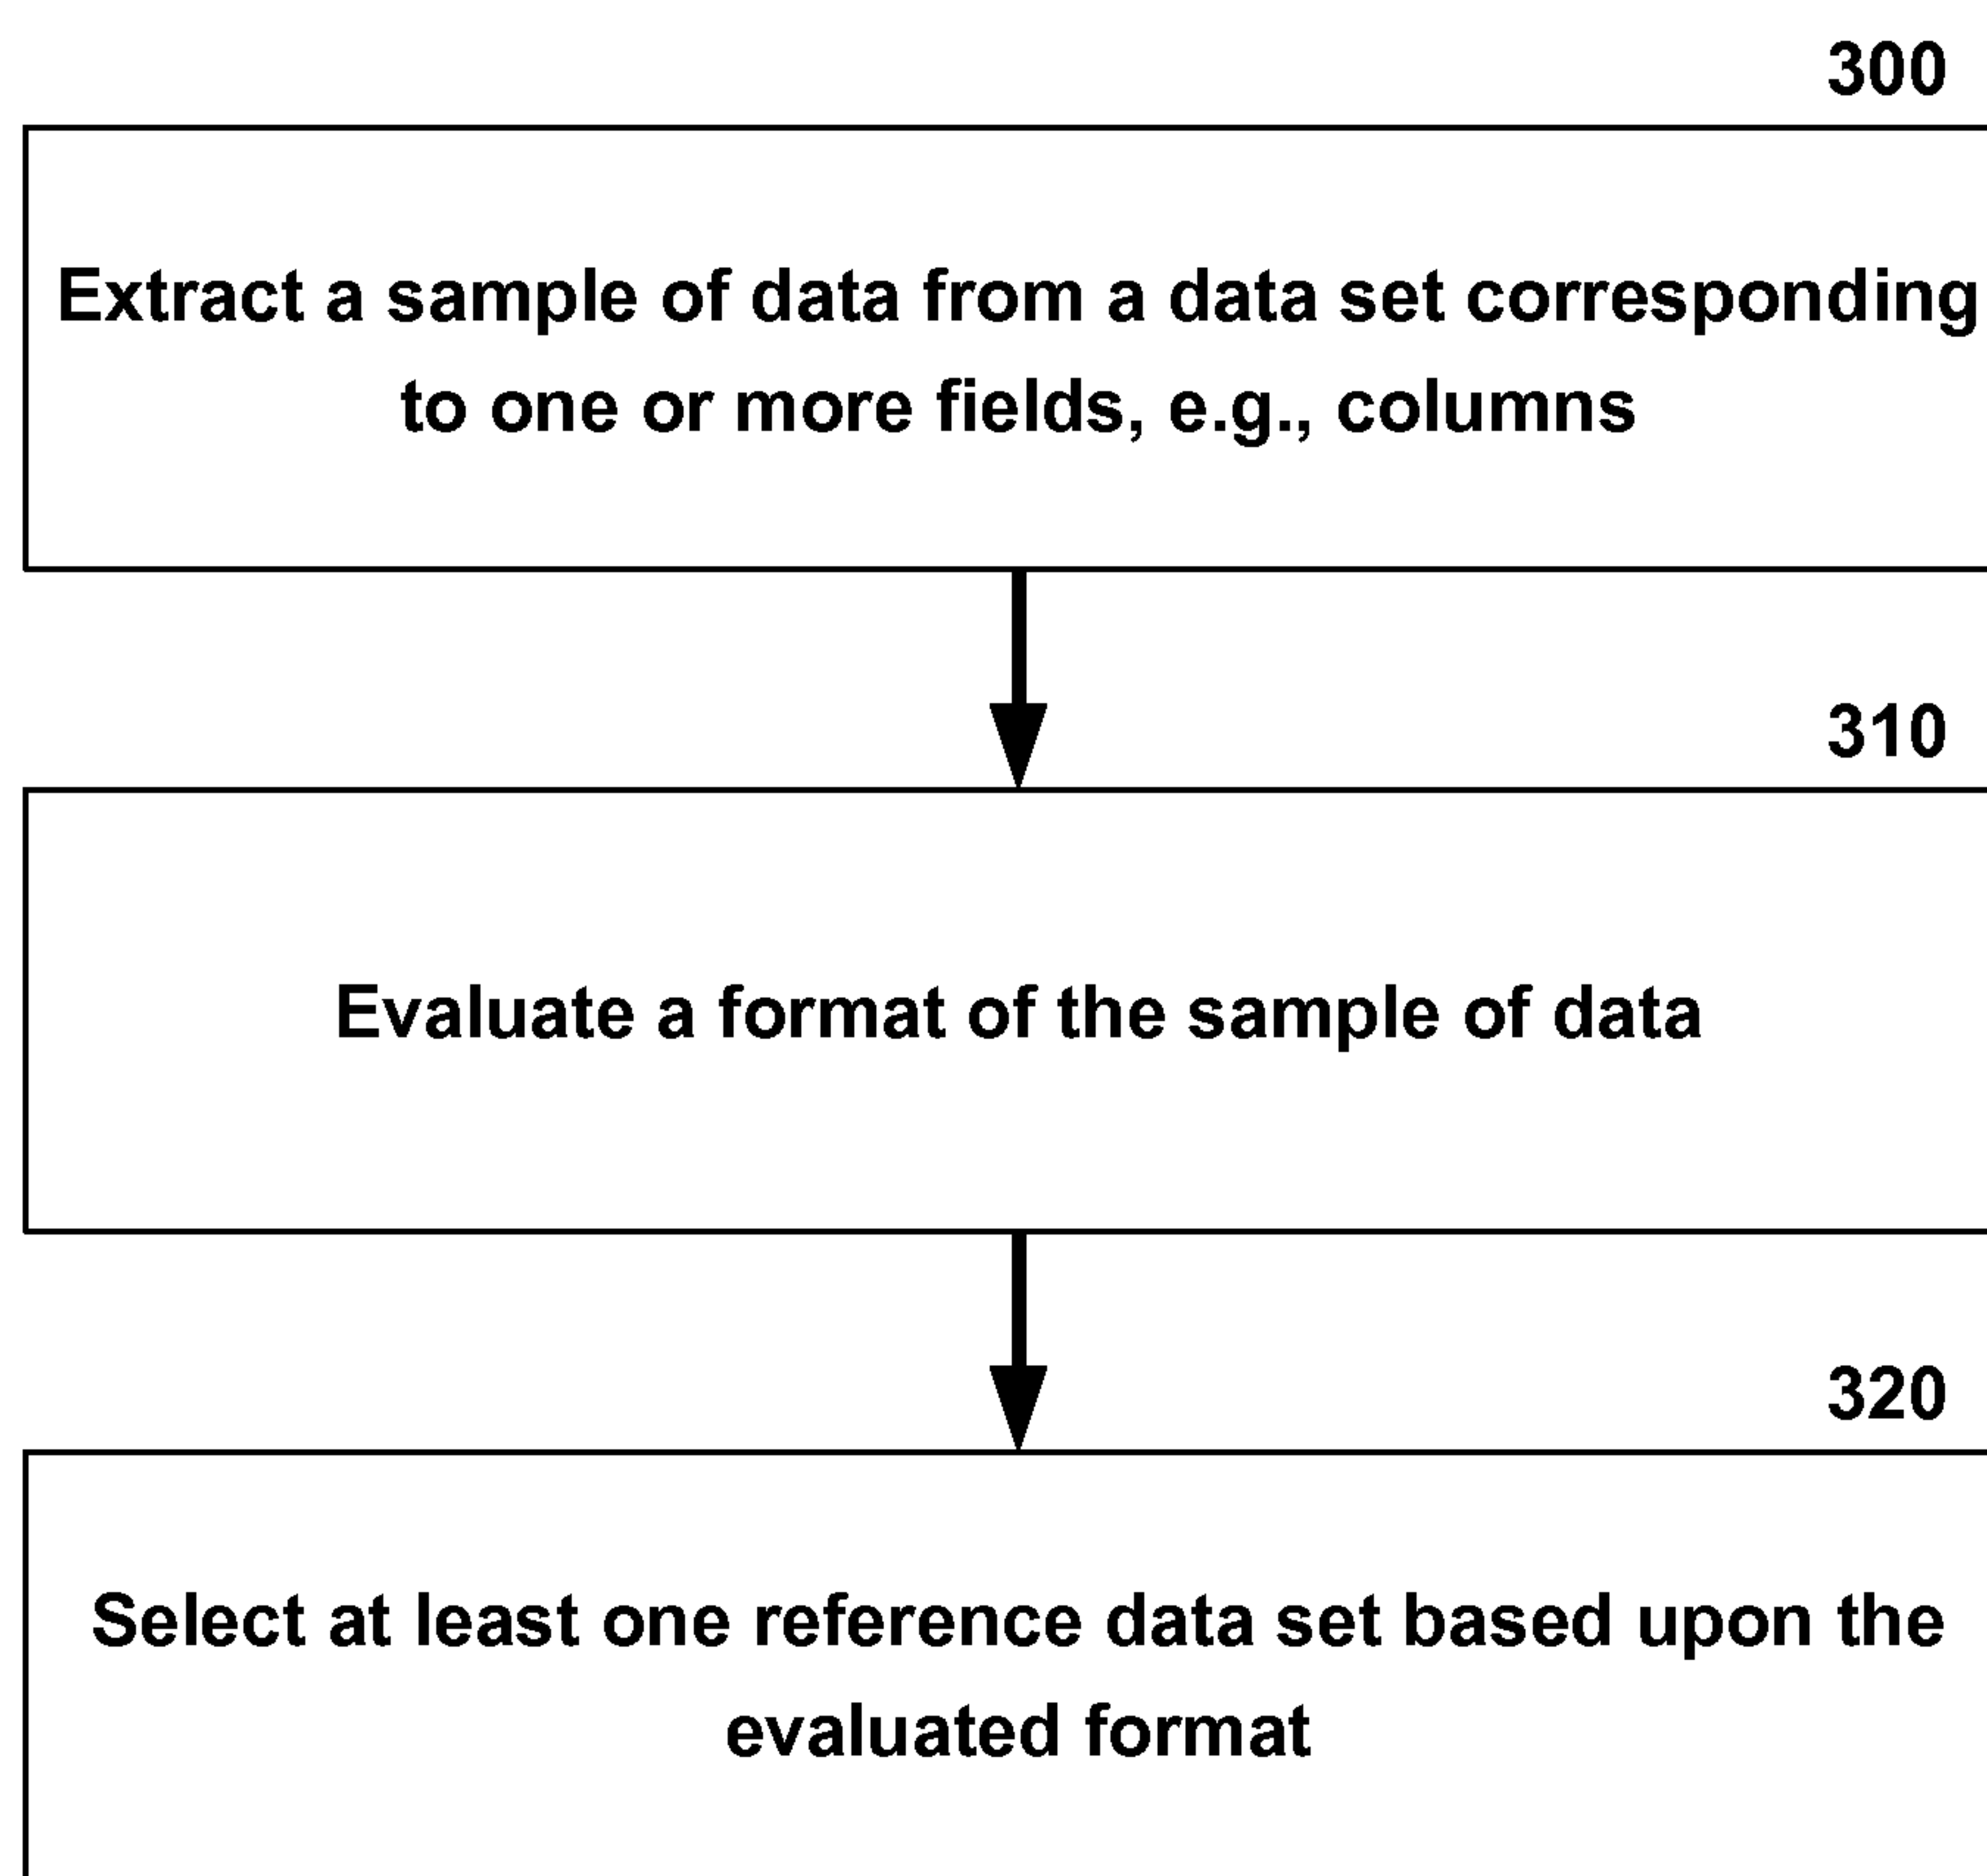 300
Extract a sample of data from a data set corresponding
to one or more fields, e.g., columns
310
Evaluate a format of the sample of data
320
Select at least one reference data set based upon the
evaluated format